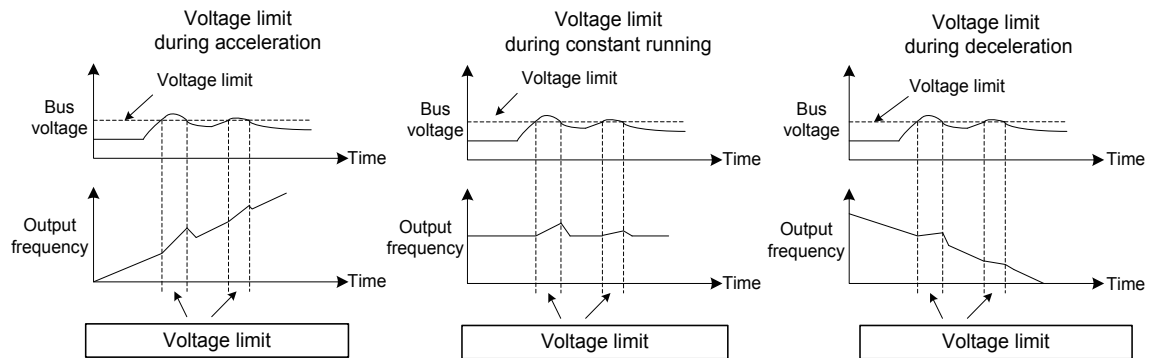 Voltage limit
during acceleration
Voltage limit
Bus
voltage
Time
Output
frequency
Time
Voltage limit
Voltage limit
during constant running
Voltage limit
Bus
voltage
Time
Output
frequency
Time
Voltage limit
Voltage limit
during deceleration
Voltage limit
Bus
voltage
Time
Output
frequency
Time
Voltage limit